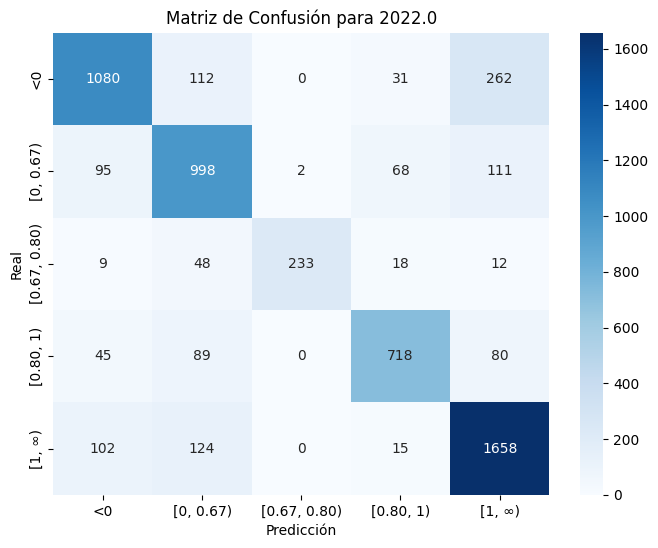 Matriz de Confusión para 2022.0
<0 1080 112 0 31 262
[0, 0.67) 95 998 2 68 111
[0.67, 0.80) 9 48 233 18 12
[0.80, 1) 45 89 0 718 80
[1, ∞) 102 124 0 15 1658
Real
<0 [0, 0.67) [0.67, 0.80) [0.80, 1) [1, ∞)
Predicción
1600
1400
1200
1000
800
600
400
200
0